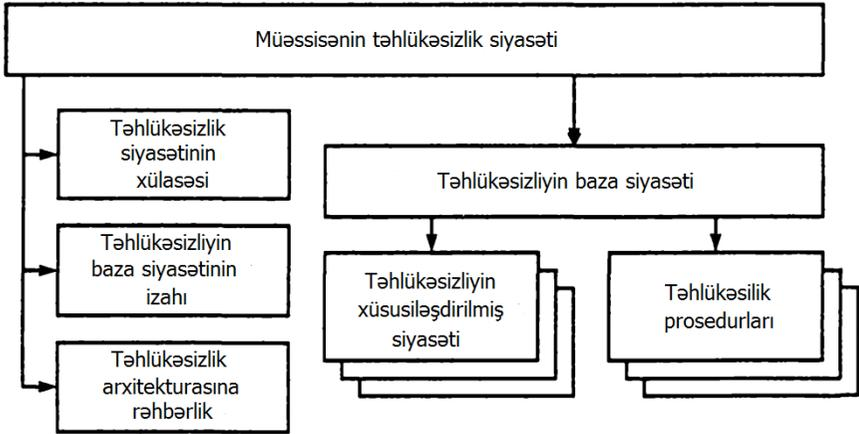 Müəssisənin təhlükəsizlik siyasəti
Təhlükəsizlik
siyasətinin
xülasəsi
Təhlükəsizliyin
baza siyasətinin
izahı
Təhlükəsizlik
arxitekturasına
rəhbərlik
Təhlükəsizliyin baza siyasəti
Təhlükəsizliyin
xüsusiləşdirilmiş
siyasəti
Təhlükəsilik
prosedurları